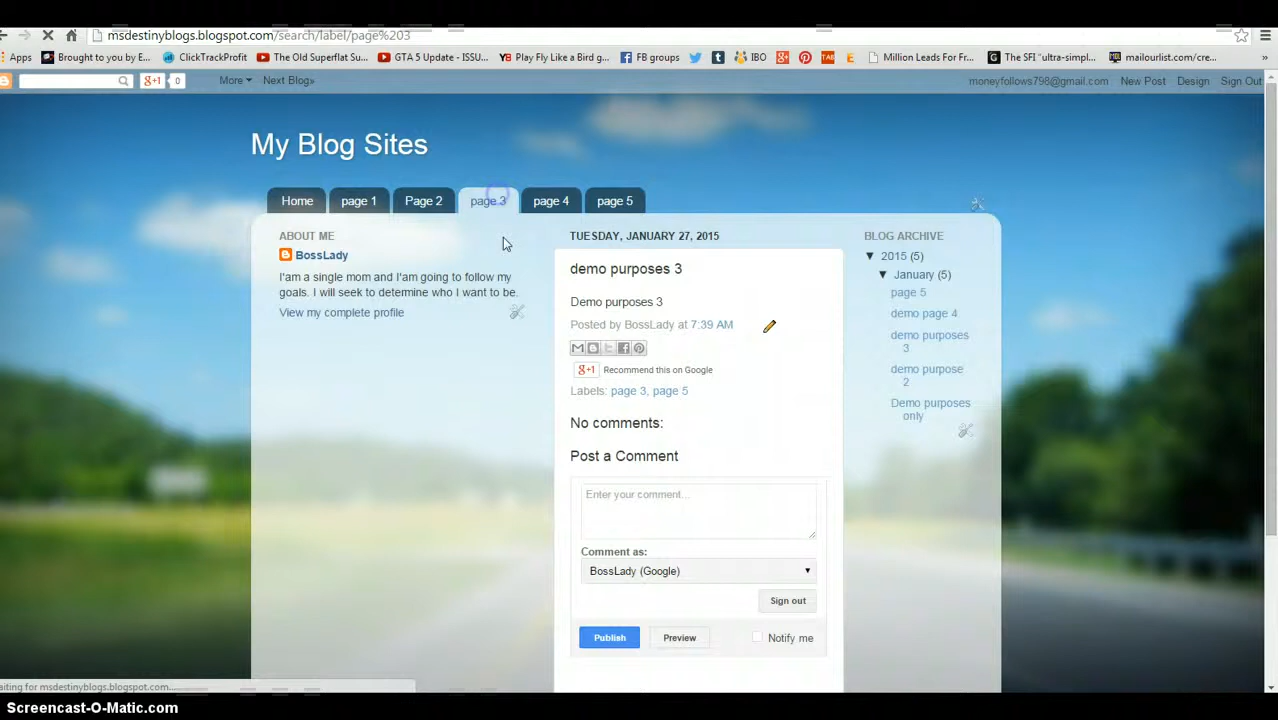 msdestinyblogs.blogspot.com/search/label/page%203
Apps Brought to you by E... ClickTrackProfit The Old Superflat Su... GTA 5 Update - ISSU... Play Fly Like a Bird g... FB groups IBO Million Leads For Fr... The SFI "ultra-simpl... mailourlist.com/cre... »
g+1 0 More Next Blog» moneyfollows798@gmail.com New Post Design Sign Out
My Blog Sites
Home page 1 Page 2 page 3 page 4 page 5
ABOUT ME
BossLady
I'am a single mom and I'am going to follow my
goals. I will seek to determine who I want to be.
View my complete profile
TUESDAY, JANUARY 27, 2015
demo purposes 3
Demo purposes 3
Posted by BossLady at 7:39 AM
g+1 Recommend this on Google
Labels: page 3, page 5
No comments:
Post a Comment
Enter your comment...
Comment as:
BossLady (Google)
Sign out
Publish Preview Notify me
BLOG ARCHIVE
▼ 2015 (5)
▼ January (5)
page 5
demo page 4
demo purposes
3
demo purpose
2
Demo purposes
only
aiting for msdestinyblogs.blogspot.com...
Screencast-O-Matic.com